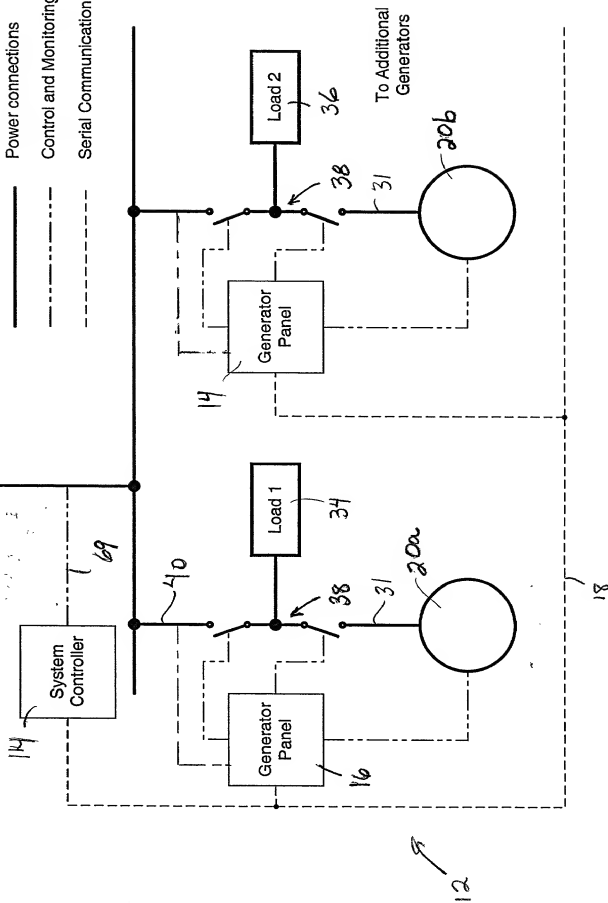 Power connections
Control and Monitoring
Serial Communication
114
System
Controller
69
40
38
31
Load 1
34
Generator
Panel
16
20a
14
Generator
Panel
38
31
Load 2
36
20b
To Additional
Generators
18
12